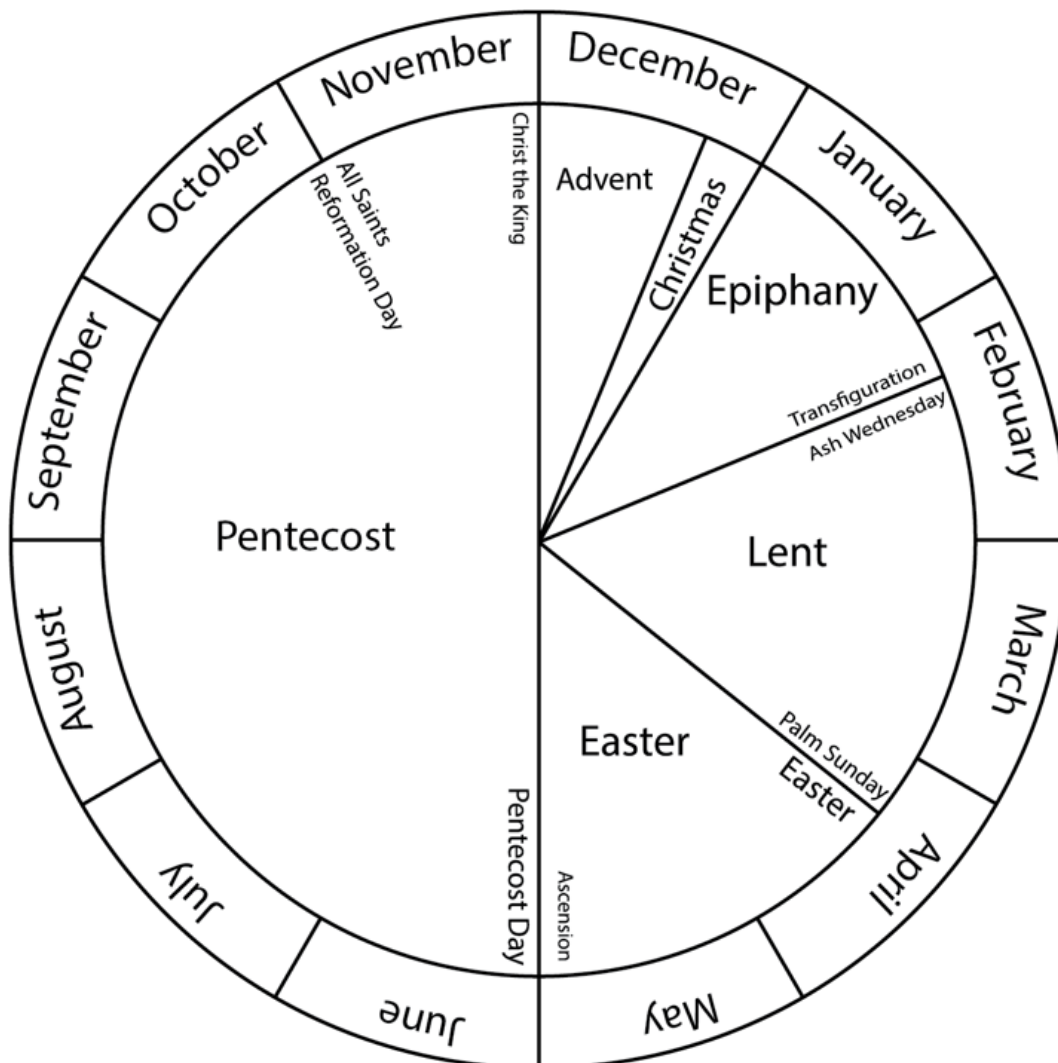 December
January
February
March
April
May
June
July
August
September
October
November
Advent
Christmas
Epiphany
Transfiguration
Ash Wednesday
Lent
Palm Sunday
Easter
Easter
Ascension
Pentecost Day
Pentecost
Reformation Day
All Saints
Christ the King